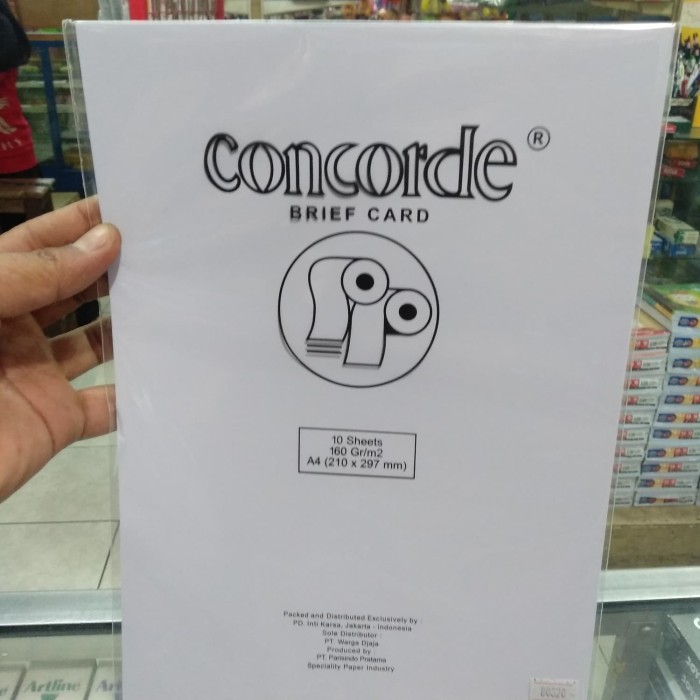 concorde ®
BRIEF CARD
10 Sheets
160 Gr/m2
A4 (210 x 297 mm)
Packed and Distributed Exclusively by :
PD. Inti Karsa, Jakarta - Indonesia
Sole Distributor :
PT. Warga Djaja
Produced by
PT. Parisindo Pratama
Speciality Paper Industry
Artline
Art